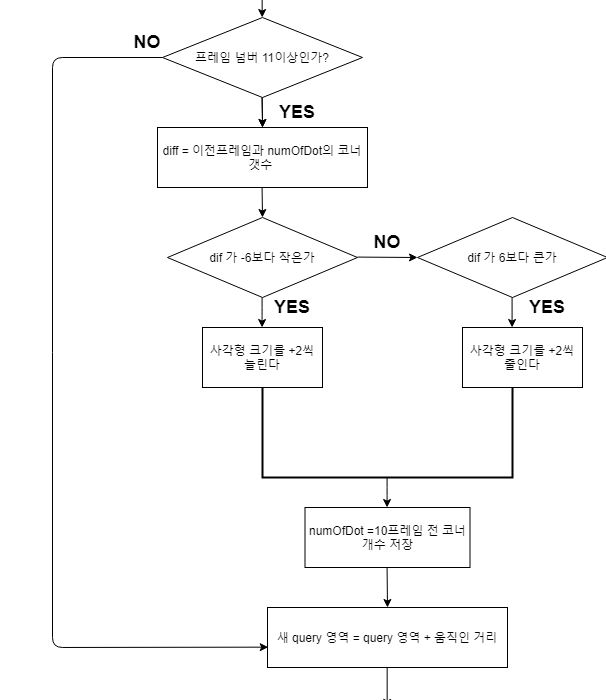 NO
프레임 넘버 11이상인가?
YES
diff = 이전프레임과 numOfDot의 코너
갯수
dif 가 -6보다 작은가
NO
dif 가 6보다 큰가
YES
YES
사각형 크기를 +2씩
늘린다
사각형 크기를 +2씩
줄인다
numOfDot =10프레임 전 코너
개수 저장
새 query 영역 = query 영역 + 움직인 거리